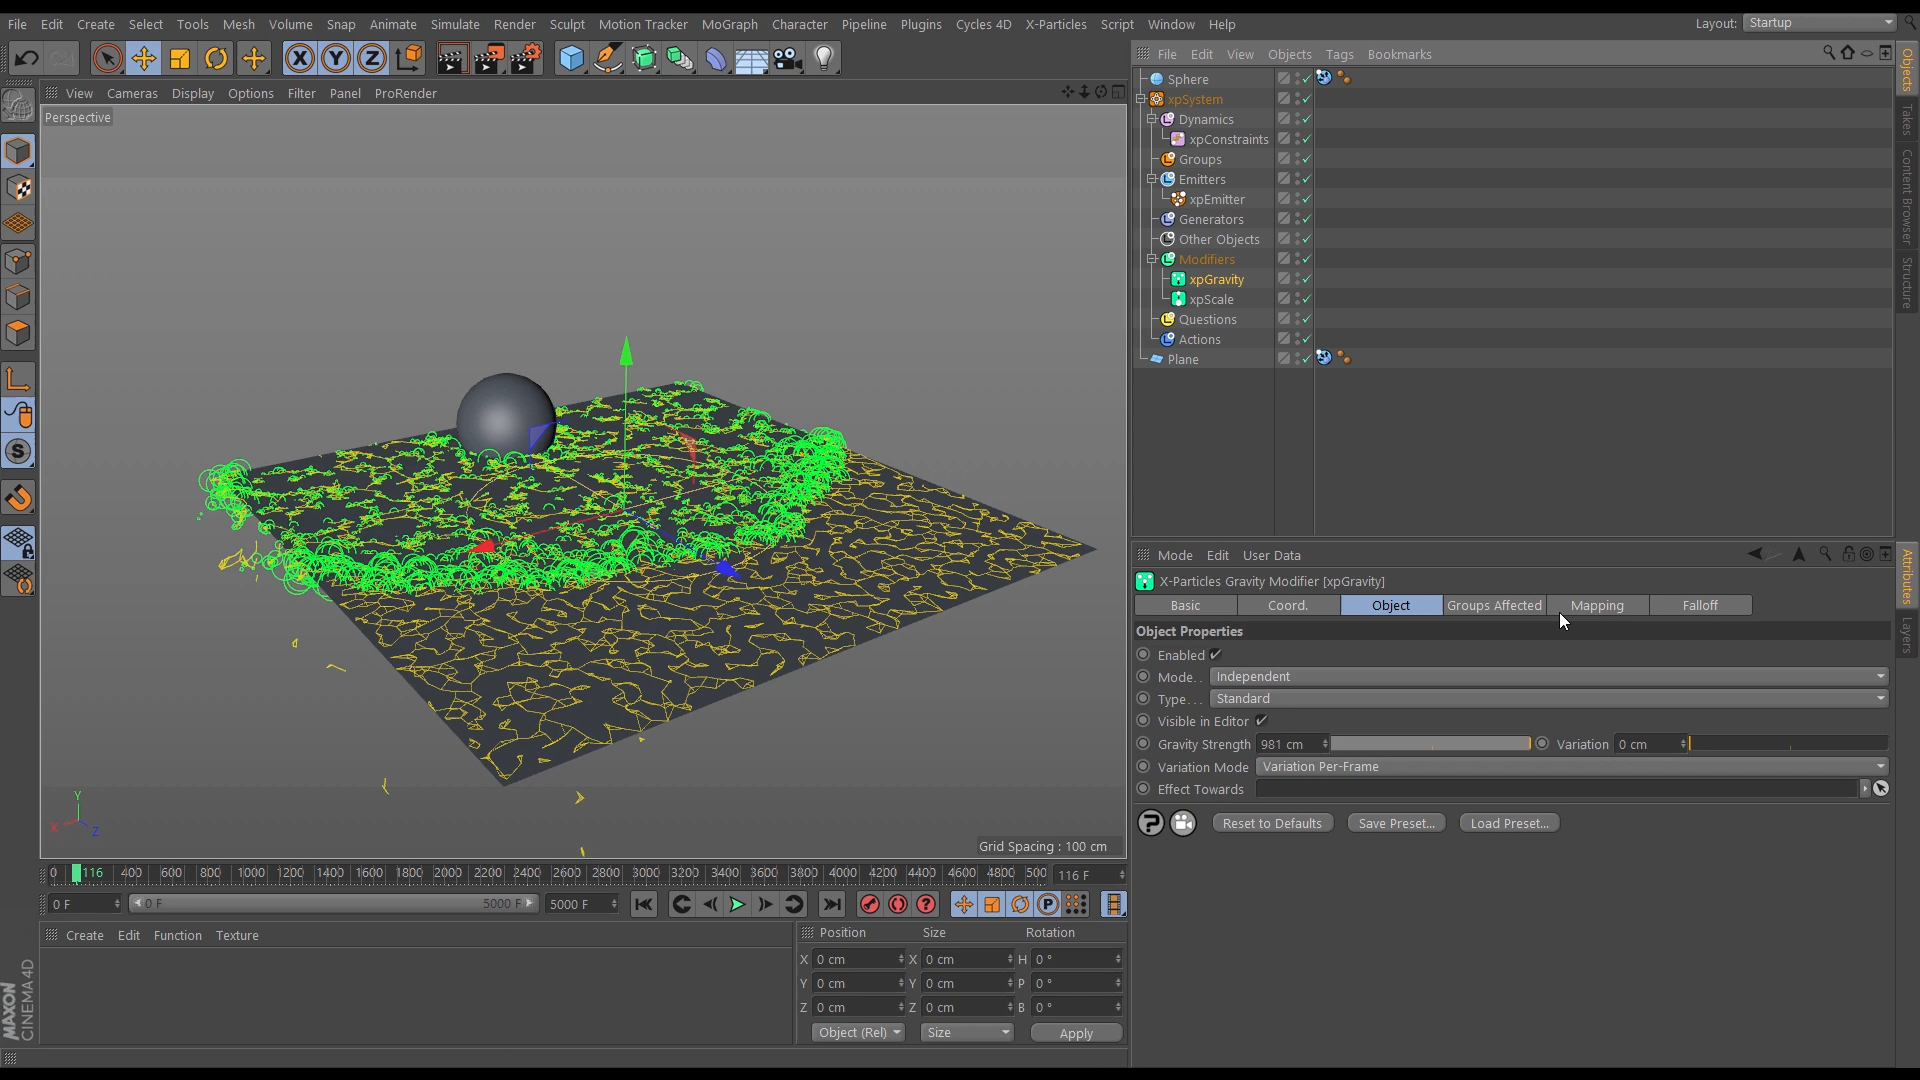 File Edit Create Select Tools Mesh Volume Snap Animate Simulate Render Sculpt Motion Tracker MoGraph Character Pipeline Plugins Cycles 4D X-Particles Script Window Help
Layout: Startup
X Y Z
File Edit View Objects Tags Bookmarks
View Cameras Display Options Filter Panel ProRender
Perspective
Sphere
xpSystem
Dynamics
xpConstraints
Groups
Emitters
xpEmitter
Generators
Other Objects
Modifiers
xpGravity
xpScale
Questions
Actions
Plane
Objects
Takes
Content Browser
Structure
Attributes
Layers
Mode Edit User Data
X-Particles Gravity Modifier [xpGravity]
Basic Coord. Object Groups Affected Mapping Falloff
Object Properties
Enabled
Mode. . Independent
Type. . . Standard
Visible in Editor
Gravity Strength 981 cm Variation 0 cm
Variation Mode Variation Per-Frame
Effect Towards
Reset to Defaults Save Preset... Load Preset...
S
Y
X
Z
Grid Spacing : 100 cm
0 116 400 600 800 1000 1200 1400 1600 1800 2000 2200 2400 2600 2800 3000 3200 3400 3600 3800 4000 4200 4400 4600 4800 500 116 F
0 F 0 F 5000 F 5000 F P
Create Edit Function Texture
Position Size Rotation
X 0 cm X 0 cm H 0 °
Y 0 cm Y 0 cm P 0 °
Z 0 cm Z 0 cm B 0 °
Object (Rel) Size Apply
MAXON
CINEMA 4D